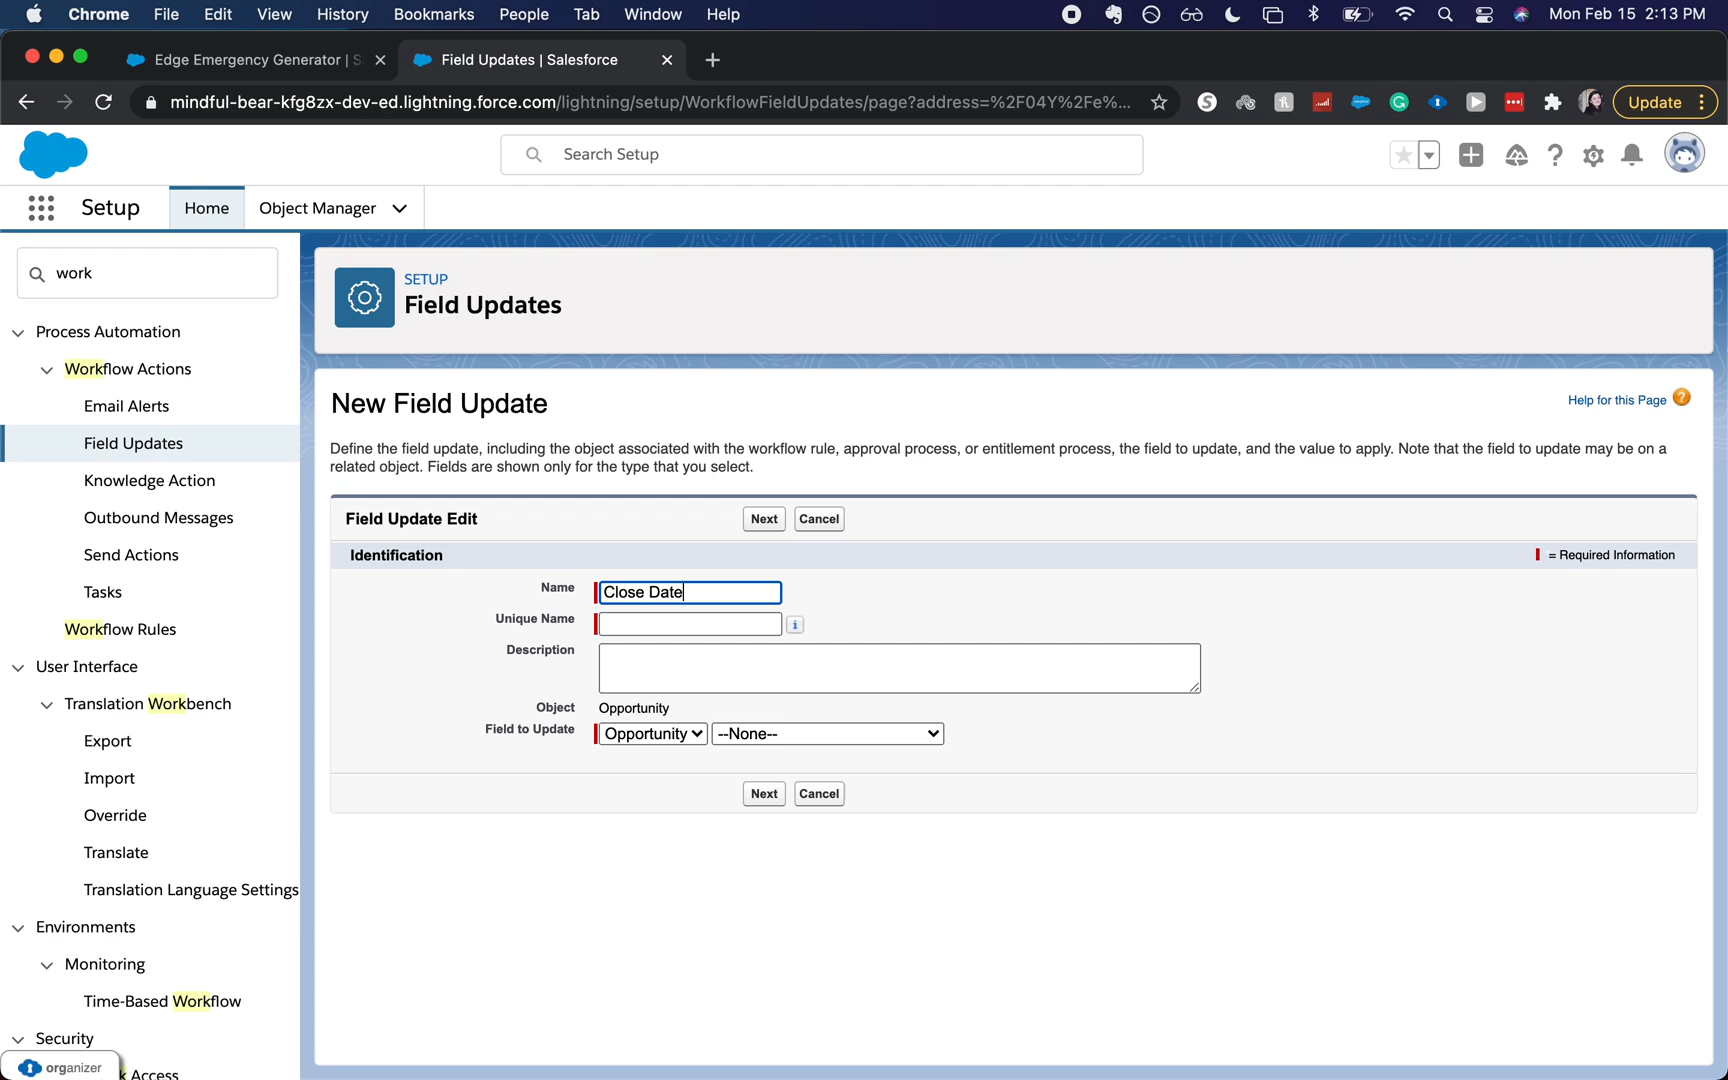 Chrome File Edit View History Bookmarks People Tab Window Help Mon Feb 15 2:13 PM
Edge Emergency Generator | S Field Updates | Salesforce
mindful-bear-kfg8zx-dev-ed.lightning.force.com/lightning/setup/WorkflowFieldUpdates/page?address=%2F04Y%2Fe%... Update
Search Setup
Setup Home Object Manager
work
Process Automation
Workflow Actions
Email Alerts
Field Updates
Knowledge Action
Outbound Messages
Send Actions
Tasks
Workflow Rules
User Interface
Translation Workbench
Export
Import
Override
Translate
Translation Language Settings
Environments
Monitoring
Time-Based Workflow
Security
organizer
k Access
SETUP
Field Updates
New Field Update
Help for this Page ?
Define the field update, including the object associated with the workflow rule, approval process, or entitlement process, the field to update, and the value to apply. Note that the field to update may be on a
related object. Fields are shown only for the type that you select.
Field Update Edit Next Cancel
Identification = Required Information
Name Close Date
Unique Name i
Description
Object Opportunity
Field to Update Opportunity --None--
Next Cancel